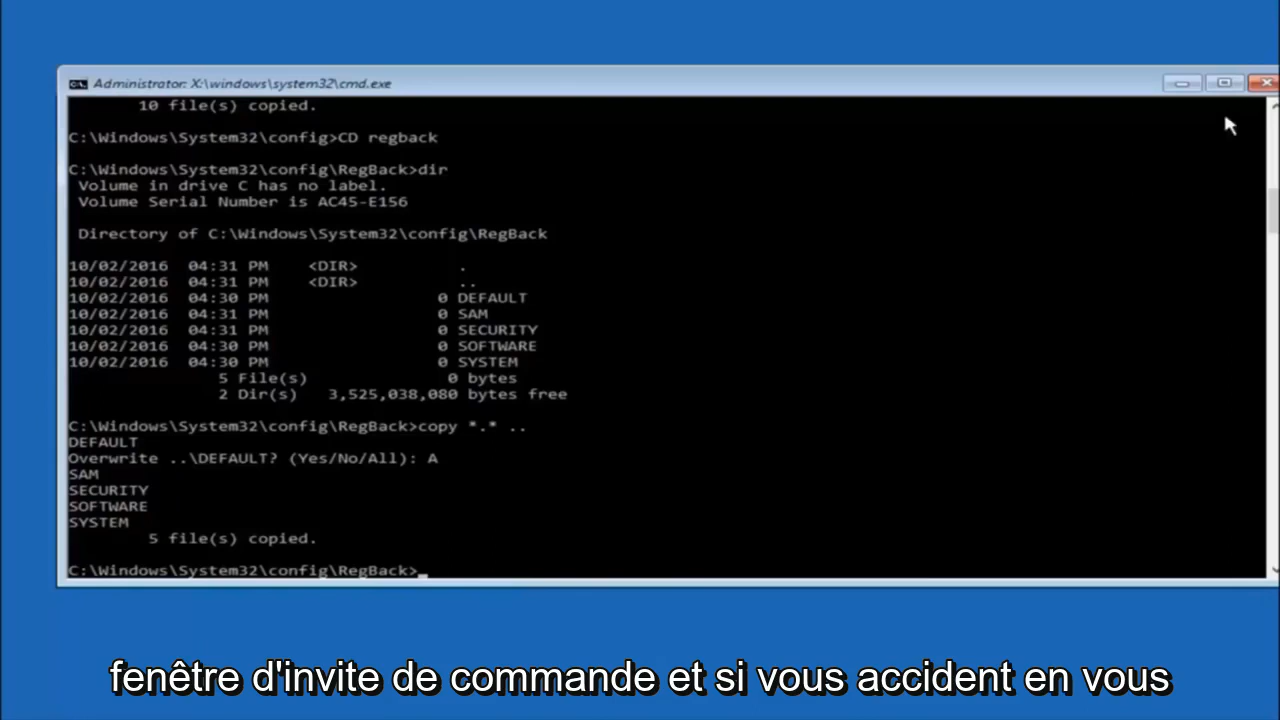 Administrator: X:\windows\system32\cmd.exe
10 file(s) copied.
C:\Windows\System32\config>CD regback
C:\Windows\System32\config\RegBack>dir
Volume in drive C has no label.
Volume Serial Number is AC45-E156
Directory of C:\Windows\System32\config\RegBack
10/02/2016 04:31 PM <DIR> .
10/02/2016 04:31 PM <DIR> ..
10/02/2016 04:30 PM 0 DEFAULT
10/02/2016 04:31 PM 0 SAM
10/02/2016 04:31 PM 0 SECURITY
10/02/2016 04:30 PM 0 SOFTWARE
10/02/2016 04:30 PM 0 SYSTEM
5 File(s) 0 bytes
2 Dir(s) 3,525,038,080 bytes free
C:\Windows\System32\config\RegBack>copy *.* ..
DEFAULT
Overwrite ..\DEFAULT? (Yes/No/All): A
SAM
SECURITY
SOFTWARE
SYSTEM
5 file(s) copied.
C:\Windows\System32\config\RegBack>_
fenêtre d'invite de commande et si vous accident en vous